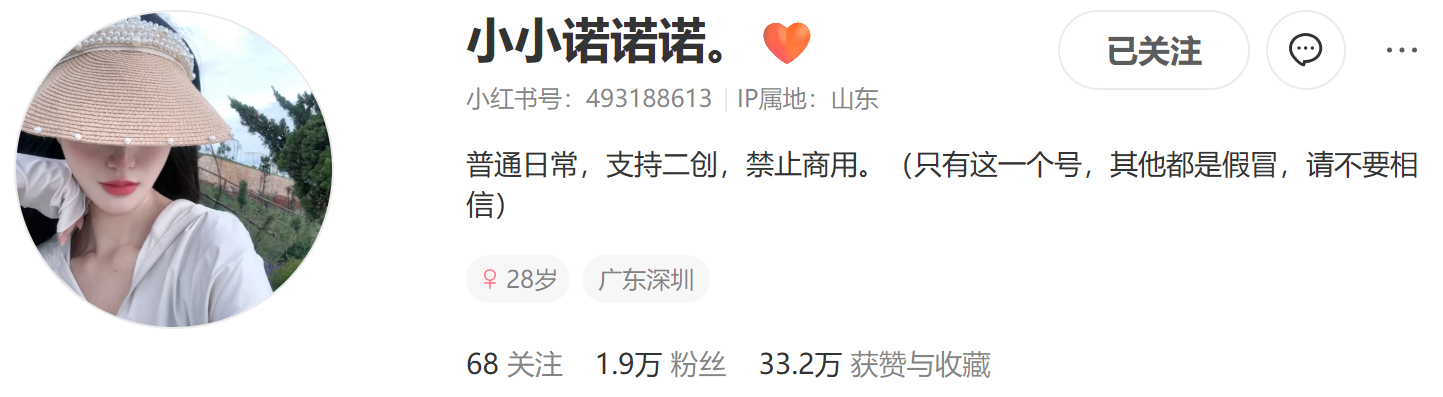 小小诺诺诺。 🧡
已关注
小红书号：493188613 IP属地：山东
普通日常，支持二创，禁止商用。（只有这一个号，其他都是假冒，请不要相
信）
♀ 28岁 广东深圳
68 关注 1.9万 粉丝 33.2万 获赞与收藏